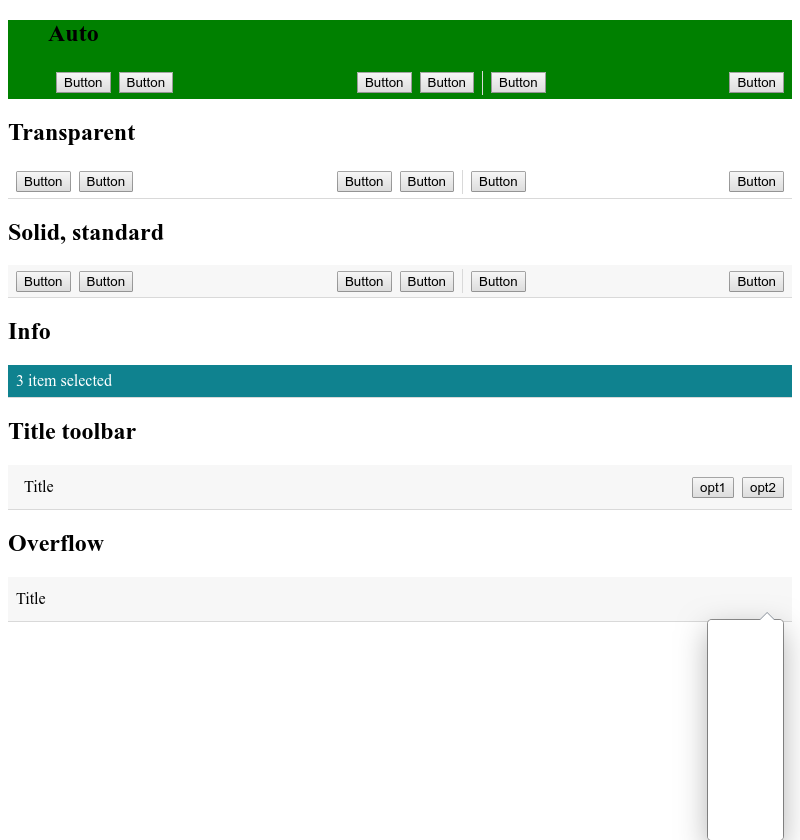 Auto
Button Button Button Button Button Button
Transparent
Button Button Button Button Button Button
Solid, standard
Button Button Button Button Button Button
Info
3 item selected
Title toolbar
Title opt1 opt2
Overflow
Title